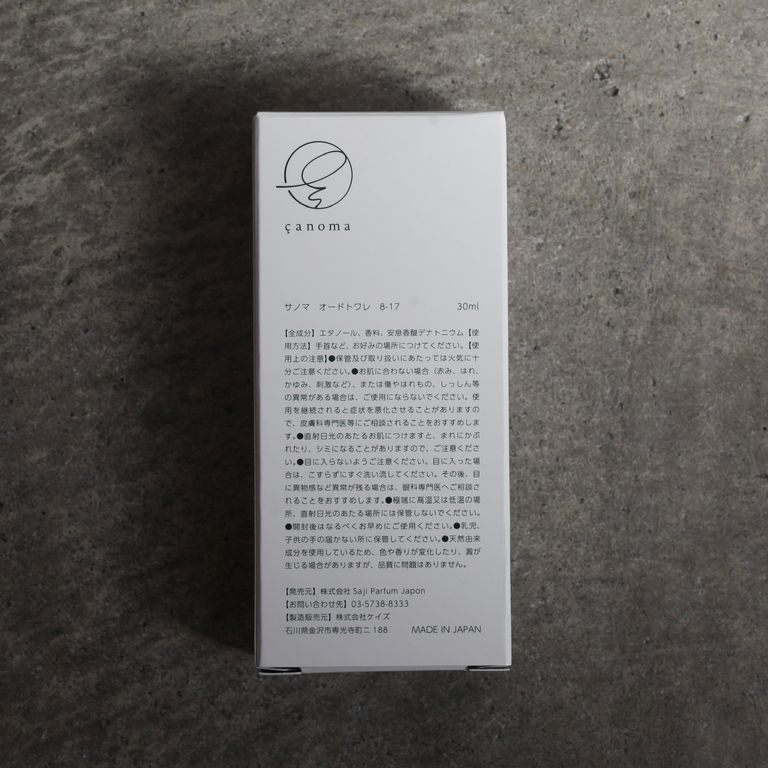 çanoma
サノマ　オードトワレ　8-17　30ml
【全成分】エタノール、香料、安息香酸デナトニウム【使
用方法】手首など、お好みの場所につけてください。【使
用上の注意】●保管及び取り扱いにあたっては火気に十
分ご注意ください。●お肌に合わない場合（赤み、はれ、
かゆみ、刺激など）、または傷やはれもの、しっしん等
の異常がある場合は、ご使用にならないでください。使
用を継続されると症状を悪化させることがありますの
で、皮膚科専門医等にご相談されることをおすすめしま
す。●直射日光のあたるお肌につけますと、まれにかぶ
れたり、シミになることがありますので、ご注意くださ
い。●目に入らないようご注意ください。目に入った場
合は、こすらずにすぐ洗い流してください。その後、目
に異物感など異常が残る場合は、眼科専門医へご相談さ
れることをおすすめします。●極端に高温又は低温の場
所、直射日光のあたる場所には保管しないでください。
●開封後はなるべくお早めにご使用ください。●乳児、
子供の手の届かない所に保管してください。●天然由来
成分を使用しているため、色や香りが変化したり、澱が
生じる場合がありますが、品質に問題はありません。
【発売元】株式会社 Saji Parfum Japon
【お問い合わせ先】03-5738-8333
【製造販売元】株式会社ケイズ
石川県金沢市専光寺町ニ 188　MADE IN JAPAN